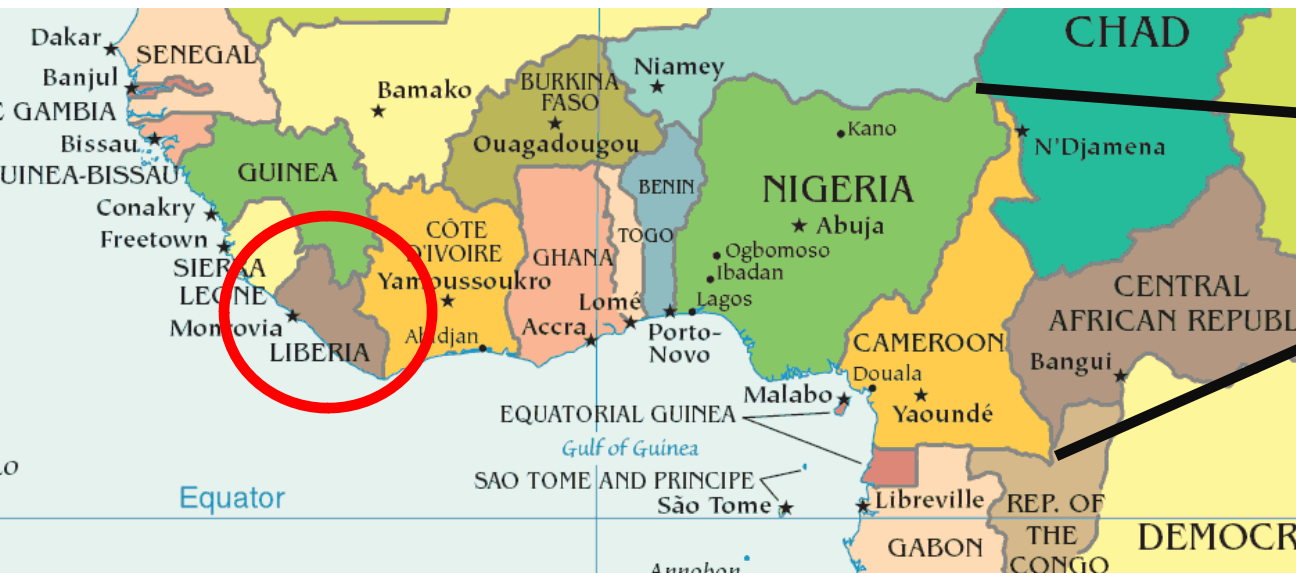 CHAD
Dakar
SENEGAL
Niamey
Banjul
Bamako
BURKINA
FASO
E GAMBIA
Ouagadougou
Kano
N'Djamena
Bissau
UINEA-BISSAU
GUINEA
BENIN
NIGERIA
Abuja
Conakry
Freetown
CÔTE
D'IVOIRE
Yamoussoukro
GHANA
TOGO
Ogbomoso
Ibadan
Lagos
SIERRA
LEONE
Monrovia
LIBERIA
Abidjan
Lomé
Accra
Porto-
Novo
CENTRAL
AFRICAN REPUBL
Bangui
CAMEROON
Douala
Malabo
Yaoundé
EQUATORIAL GUINEA
Gulf of Guinea
SAO TOME AND PRINCIPE
São Tome
Libreville
Equator
REP. OF
THE
CONGO
DEMOCR
GABON
Annobon